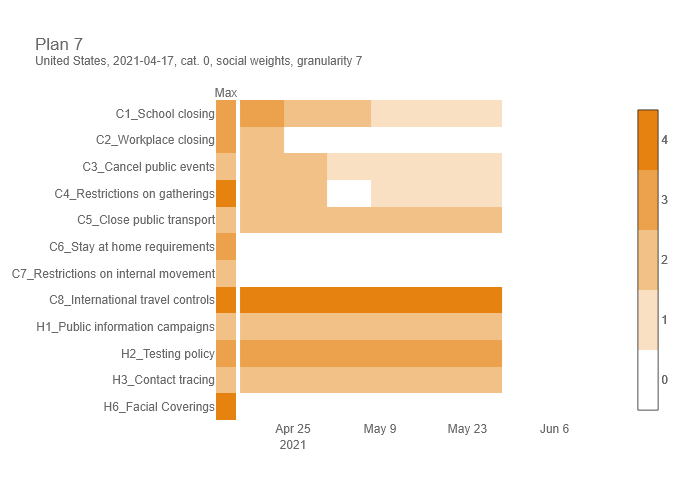 Plan 7
United States, 2021-04-17, cat. 0, social weights, granularity 7
Max
C1_School closing
C2_Workplace closing
C3_Cancel public events
C4_Restrictions on gatherings
C5_Close public transport
C6_Stay at home requirements
C7_Restrictions on internal movement
C8_International travel controls
H1_Public information campaigns
H2_Testing policy
H3_Contact tracing
H6_Facial Coverings
Apr 25 May 9 May 23 Jun 6
2021
4
3
2
1
0